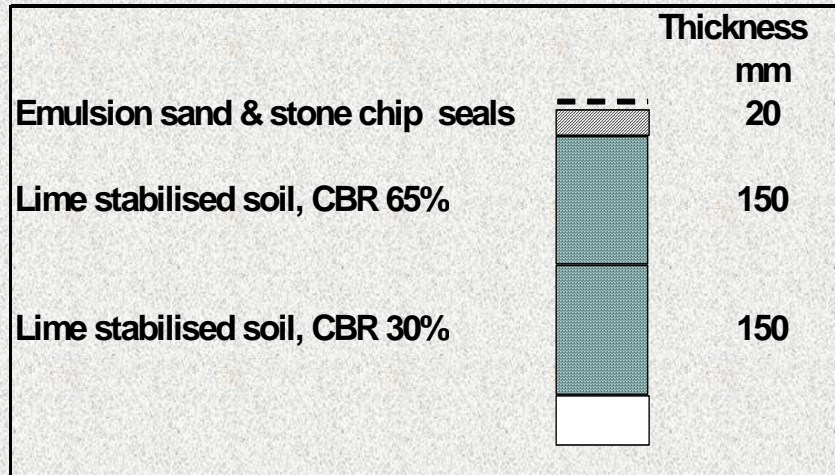 Thickness
mm
Emulsion sand & stone chip seals 20
Lime stabilised soil, CBR 65% 150
Lime stabilised soil, CBR 30% 150